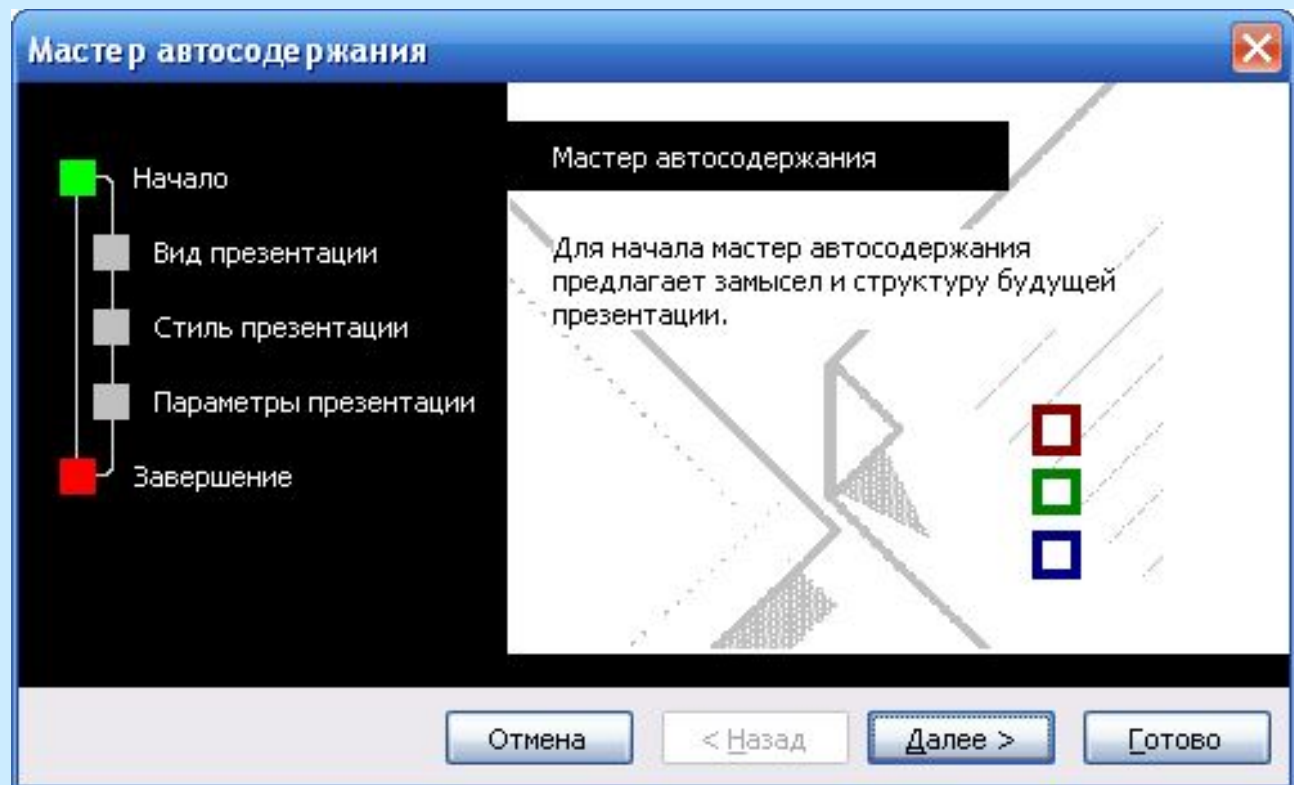 Мастер автосодержания
Начало
Вид презентации
Стиль презентации
Параметры презентации
Завершение
Мастер автосодержания
Для начала мастер автосодержания
предлагает замысел и структуру будущей
презентации.
Отмена
< Назад
Далее >
Готово